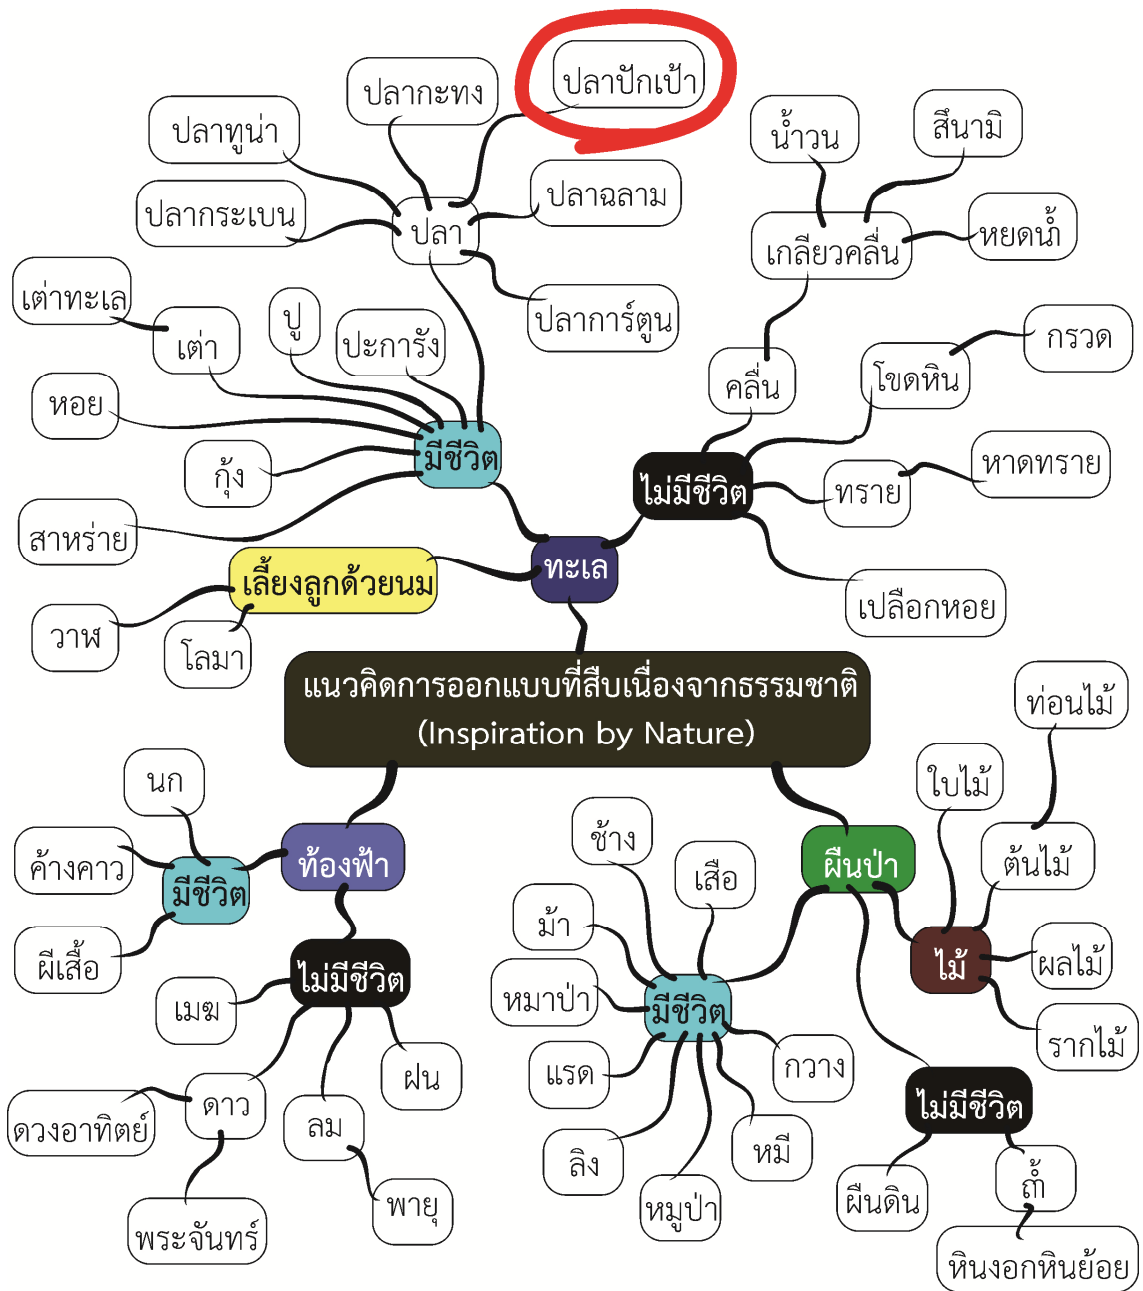 ปลาปักเป้า
ปลากะทง
ปลาทูน่า
ปลากระเบน
ปลาฉลาม
ปลา
ปลาการ์ตูน
น้ำวน
สึนามิ
หยดน้ำ
เกลียวคลื่น
เต่าทะเล
เต่า
ปู
ปะการัง
หอย
กุ้ง
สาหร่าย
มีชีวิต
คลื่น
โขดหิน
กรวด
ไม่มีชีวิต
ทราย
หาดทราย
เปลือกหอย
ทะเล
เลี้ยงลูกด้วยนม
วาฬ
โลมา
แนวคิดการออกแบบที่สืบเนื่องจากธรรมชาติ
(Inspiration by Nature)
นก
ค้างคาว
มีชีวิต
ผีเสื้อ
ท้องฟ้า
ไม่มีชีวิต
เมฆ
ฝน
ดาว
ลม
ดวงอาทิตย์
พระจันทร์
พายุ
ช้าง
เสือ
ม้า
หมาป่า
มีชีวิต
แรด
กวาง
ลิง
หมูป่า
หมี
ผืนป่า
ใบไม้
ท่อนไม้
ต้นไม้
ไม้
ผลไม้
รากไม้
ไม่มีชีวิต
ผืนดิน
ถ้ำ
หินงอกหินย้อย